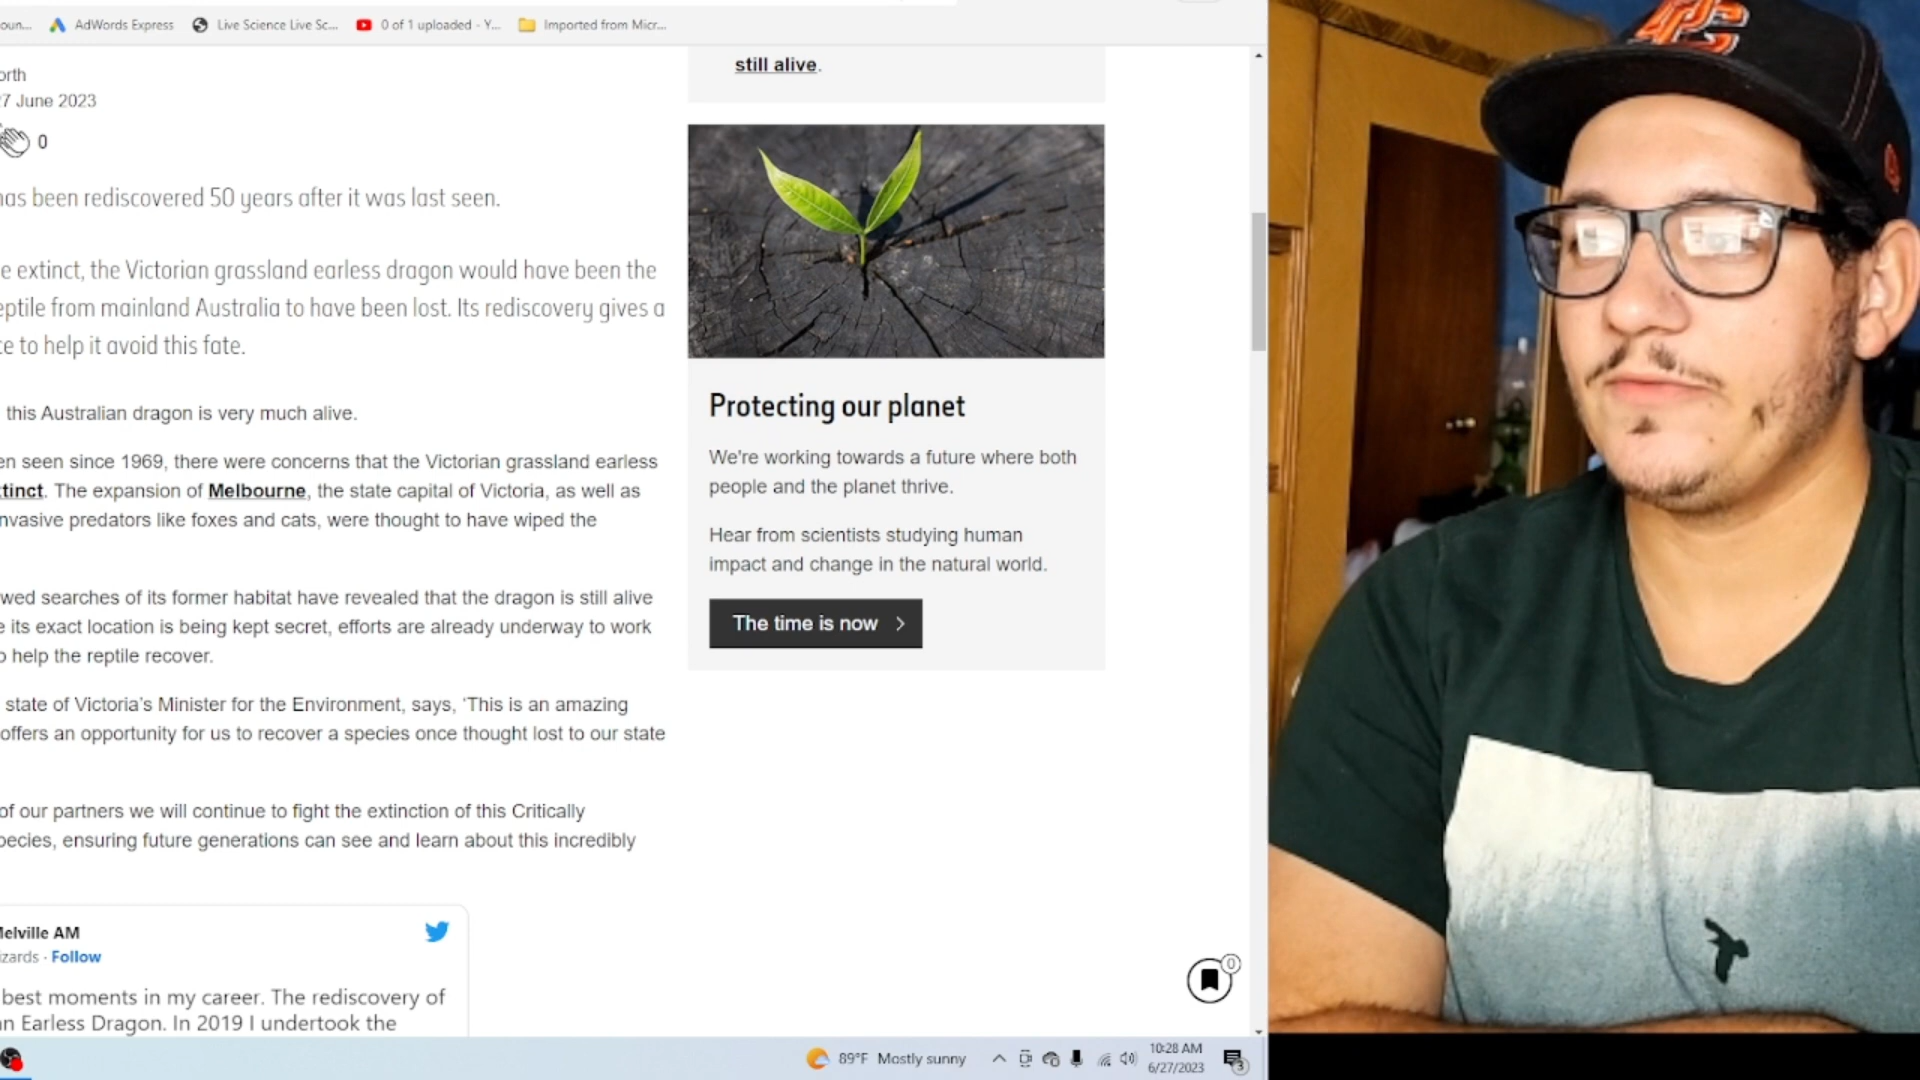 oun...
AdWords Express
Live Science Live Sc...
0 of 1 uploaded - Y...
Imported from Micr...
orth
7 June 2023
0
has been rediscovered 50 years after it was last seen.
e extinct, the Victorian grassland earless dragon would have been the
eptile from mainland Australia to have been lost. Its rediscovery gives a
ce to help it avoid this fate.
this Australian dragon is very much alive.
en seen since 1969, there were concerns that the Victorian grassland earless
tinct. The expansion of Melbourne, the state capital of Victoria, as well as
nvasive predators like foxes and cats, were thought to have wiped the
wed searches of its former habitat have revealed that the dragon is still alive
e its exact location is being kept secret, efforts are already underway to work
o help the reptile recover.
state of Victoria's Minister for the Environment, says, 'This is an amazing
offers an opportunity for us to recover a species once thought lost to our state
of our partners we will continue to fight the extinction of this Critically
pecies, ensuring future generations can see and learn about this incredibly
Melville AM
izards · Follow
best moments in my career. The rediscovery of
an Earless Dragon. In 2019 I undertook the
still alive.
Protecting our planet
We're working towards a future where both
people and the planet thrive.
Hear from scientists studying human
impact and change in the natural world.
The time is now
0
89°F Mostly sunny
10:28 AM
6/27/2023
3